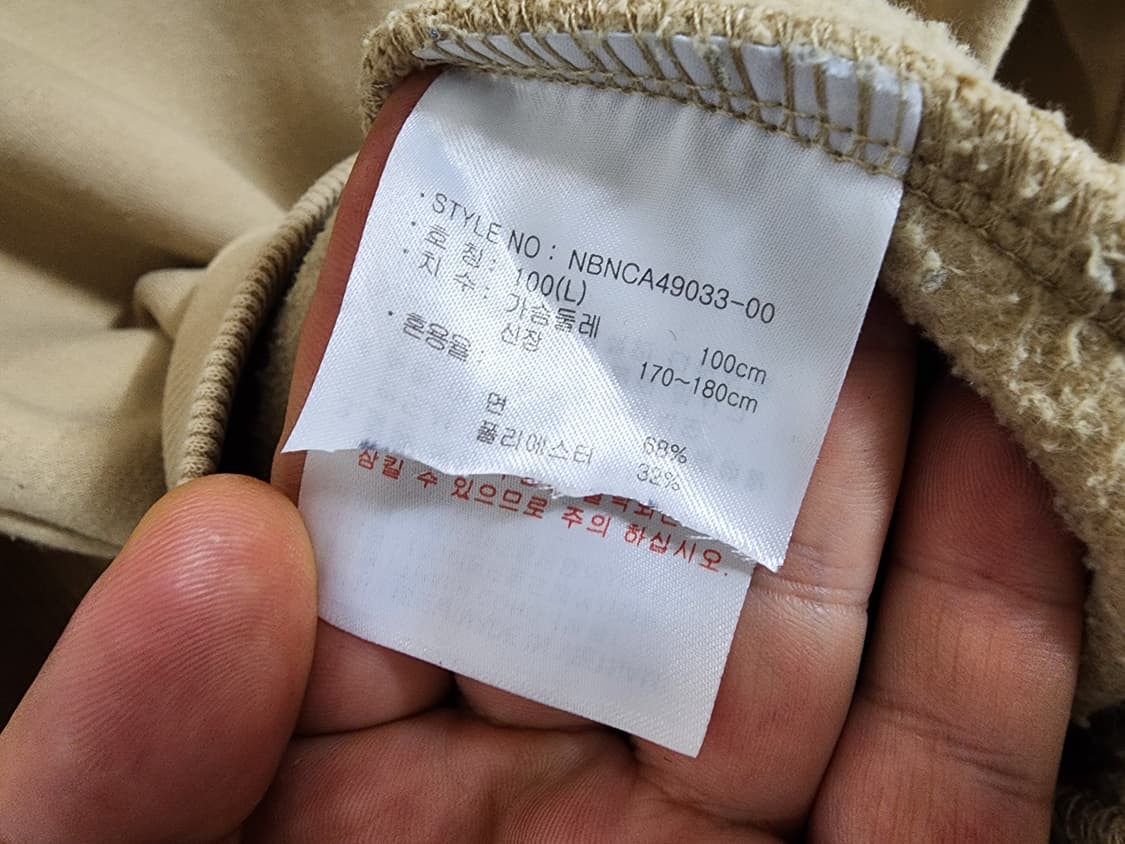 · STYLE NO : NBNCA49033-00
· 호 칭 : 100(L)
· 치 수 : 가슴둘레 100cm
신장 170~180cm
· 혼용율 :
면 68%
폴리에스터 32%
삼킬 수 있으므로 주의 하십시오.